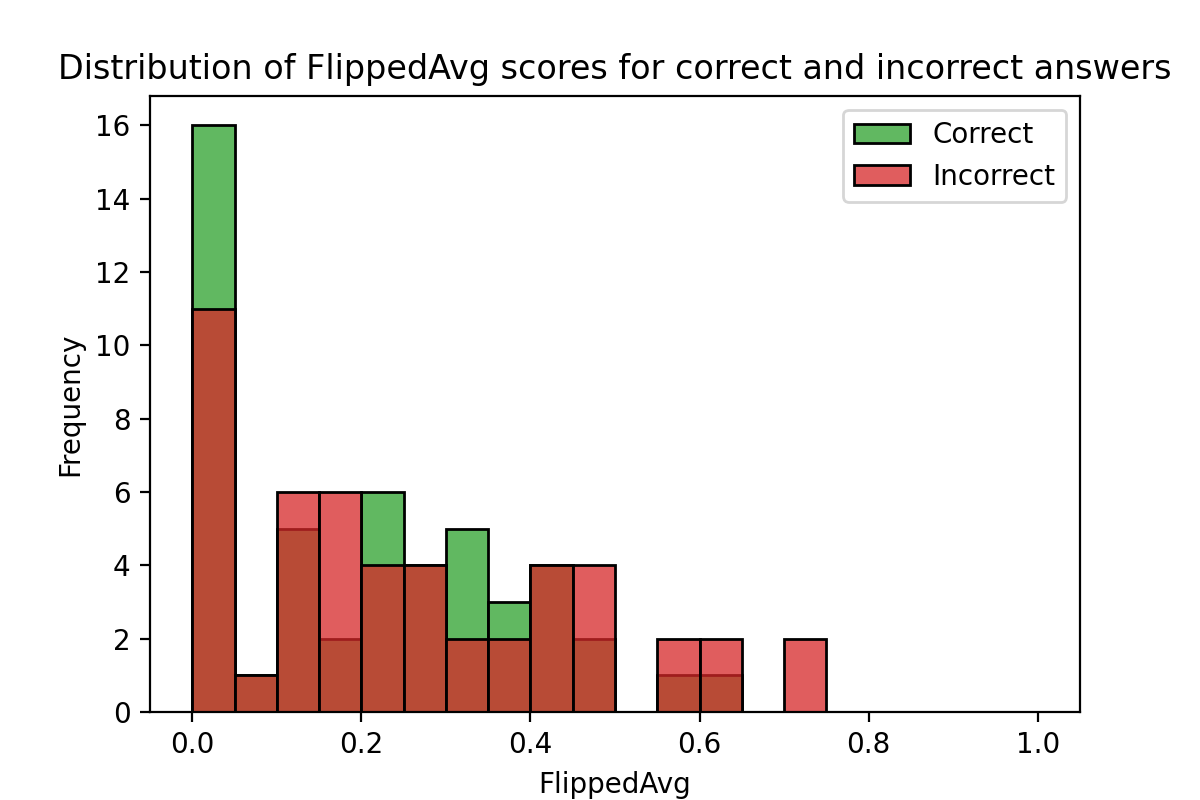 Distribution of FlippedAvg scores for correct and incorrect answers
Correct
Incorrect
16
14
12
10
8
6
4
2
0
Frequency
0.0 0.2 0.4 0.6 0.8 1.0
FlippedAvg